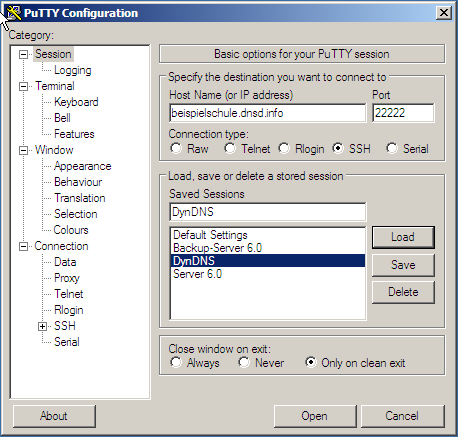 PuTTY Configuration
Category:
Session
Logging
Terminal
Keyboard
Bell
Features
Window
Appearance
Behaviour
Translation
Selection
Colours
Connection
Data
Proxy
Telnet
Rlogin
SSH
Serial
Basic options for your PuTTY session
Specify the destination you want to connect to
Host Name (or IP address) Port
beispielschule.dnsd.info 22222
Connection type:
Raw Telnet Rlogin SSH Serial
Load, save or delete a stored session
Saved Sessions
DynDNS
Default Settings
Backup-Server 6.0
DynDNS
Server 6.0
Load
Save
Delete
Close window on exit:
Always Never Only on clean exit
About Open Cancel